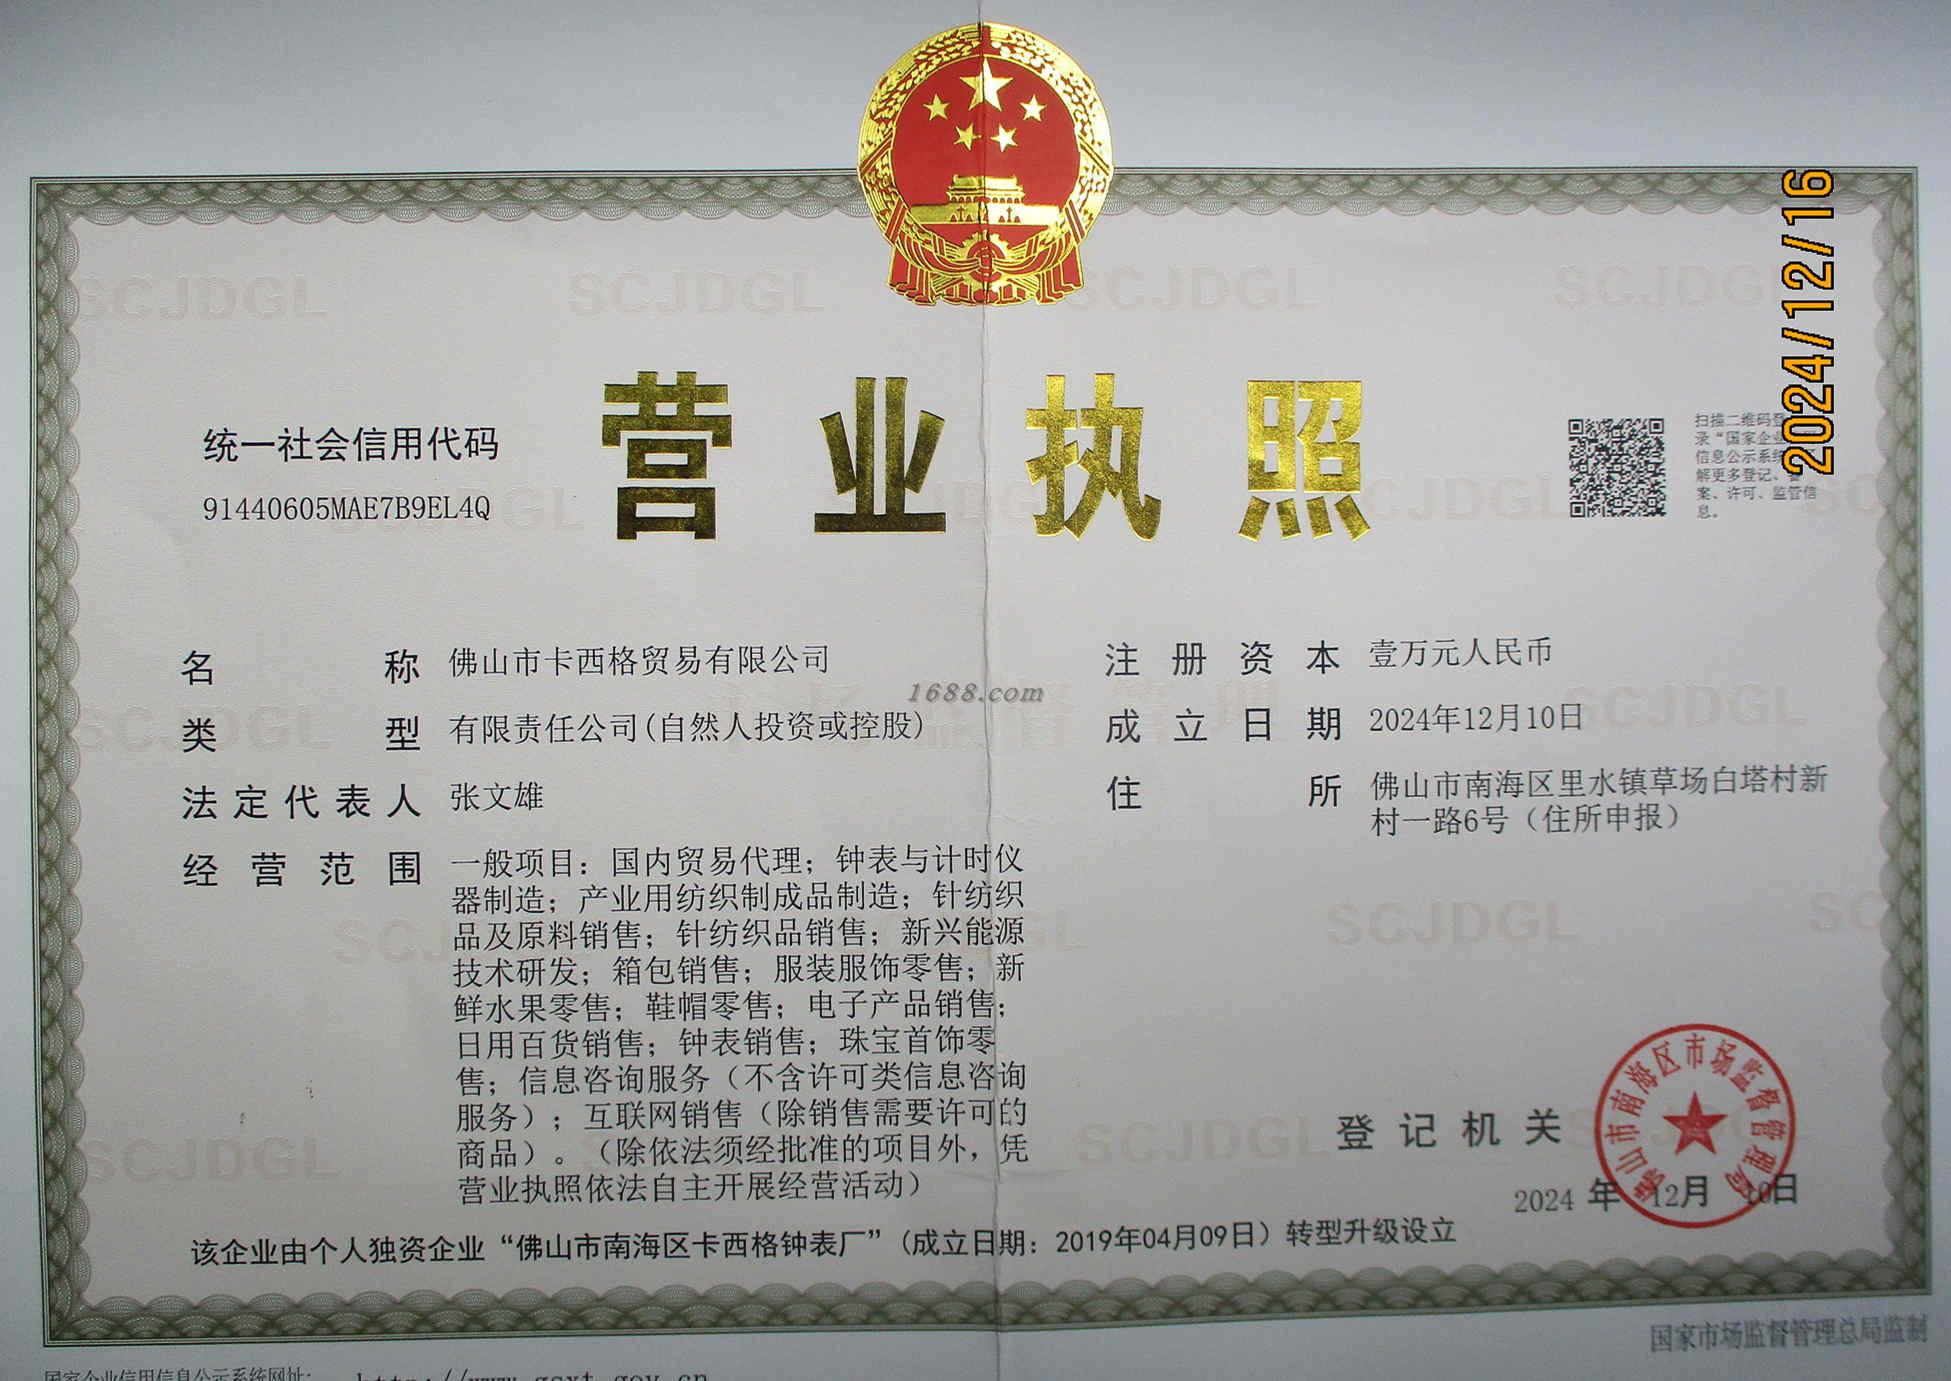 2024/12/16
营业执照
统一社会信用代码
91440605MAE7B9EL4Q
扫描二维码登
录“国家企业
信息公示系统
解更多登记、备
案、许可、监管信
息。
名称 佛山市卡西格贸易有限公司
类型 有限责任公司(自然人投资或控股)
法定代表人 张文雄
经营范围 一般项目：国内贸易代理；钟表与计时仪
器制造；产业用纺织制成品制造；针纺织
品及原料销售；针纺织品销售；新兴能源
技术研发；箱包销售；服装服饰零售；新
鲜水果零售；鞋帽零售；电子产品销售；
日用百货销售；钟表销售；珠宝首饰零
售；信息咨询服务（不含许可类信息咨询
服务）；互联网销售（除销售需要许可的
商品）。（除依法须经批准的项目外，凭
营业执照依法自主开展经营活动）
注册资本 壹万元人民币
成立日期 2024年12月10日
住所 佛山市南海区里水镇草场白塔村新
村一路6号（住所申报）
1688.com
登记机关
佛山市南海区市场监督管理局
2024 年 12月 10日
该企业由个人独资企业“佛山市南海区卡西格钟表厂”(成立日期：2019年04月09日）转型升级设立
国家市场监督管理总局监制
国家企业信用信息公示系统网址：http://www.gsxt.gov.cn
SCJDGL